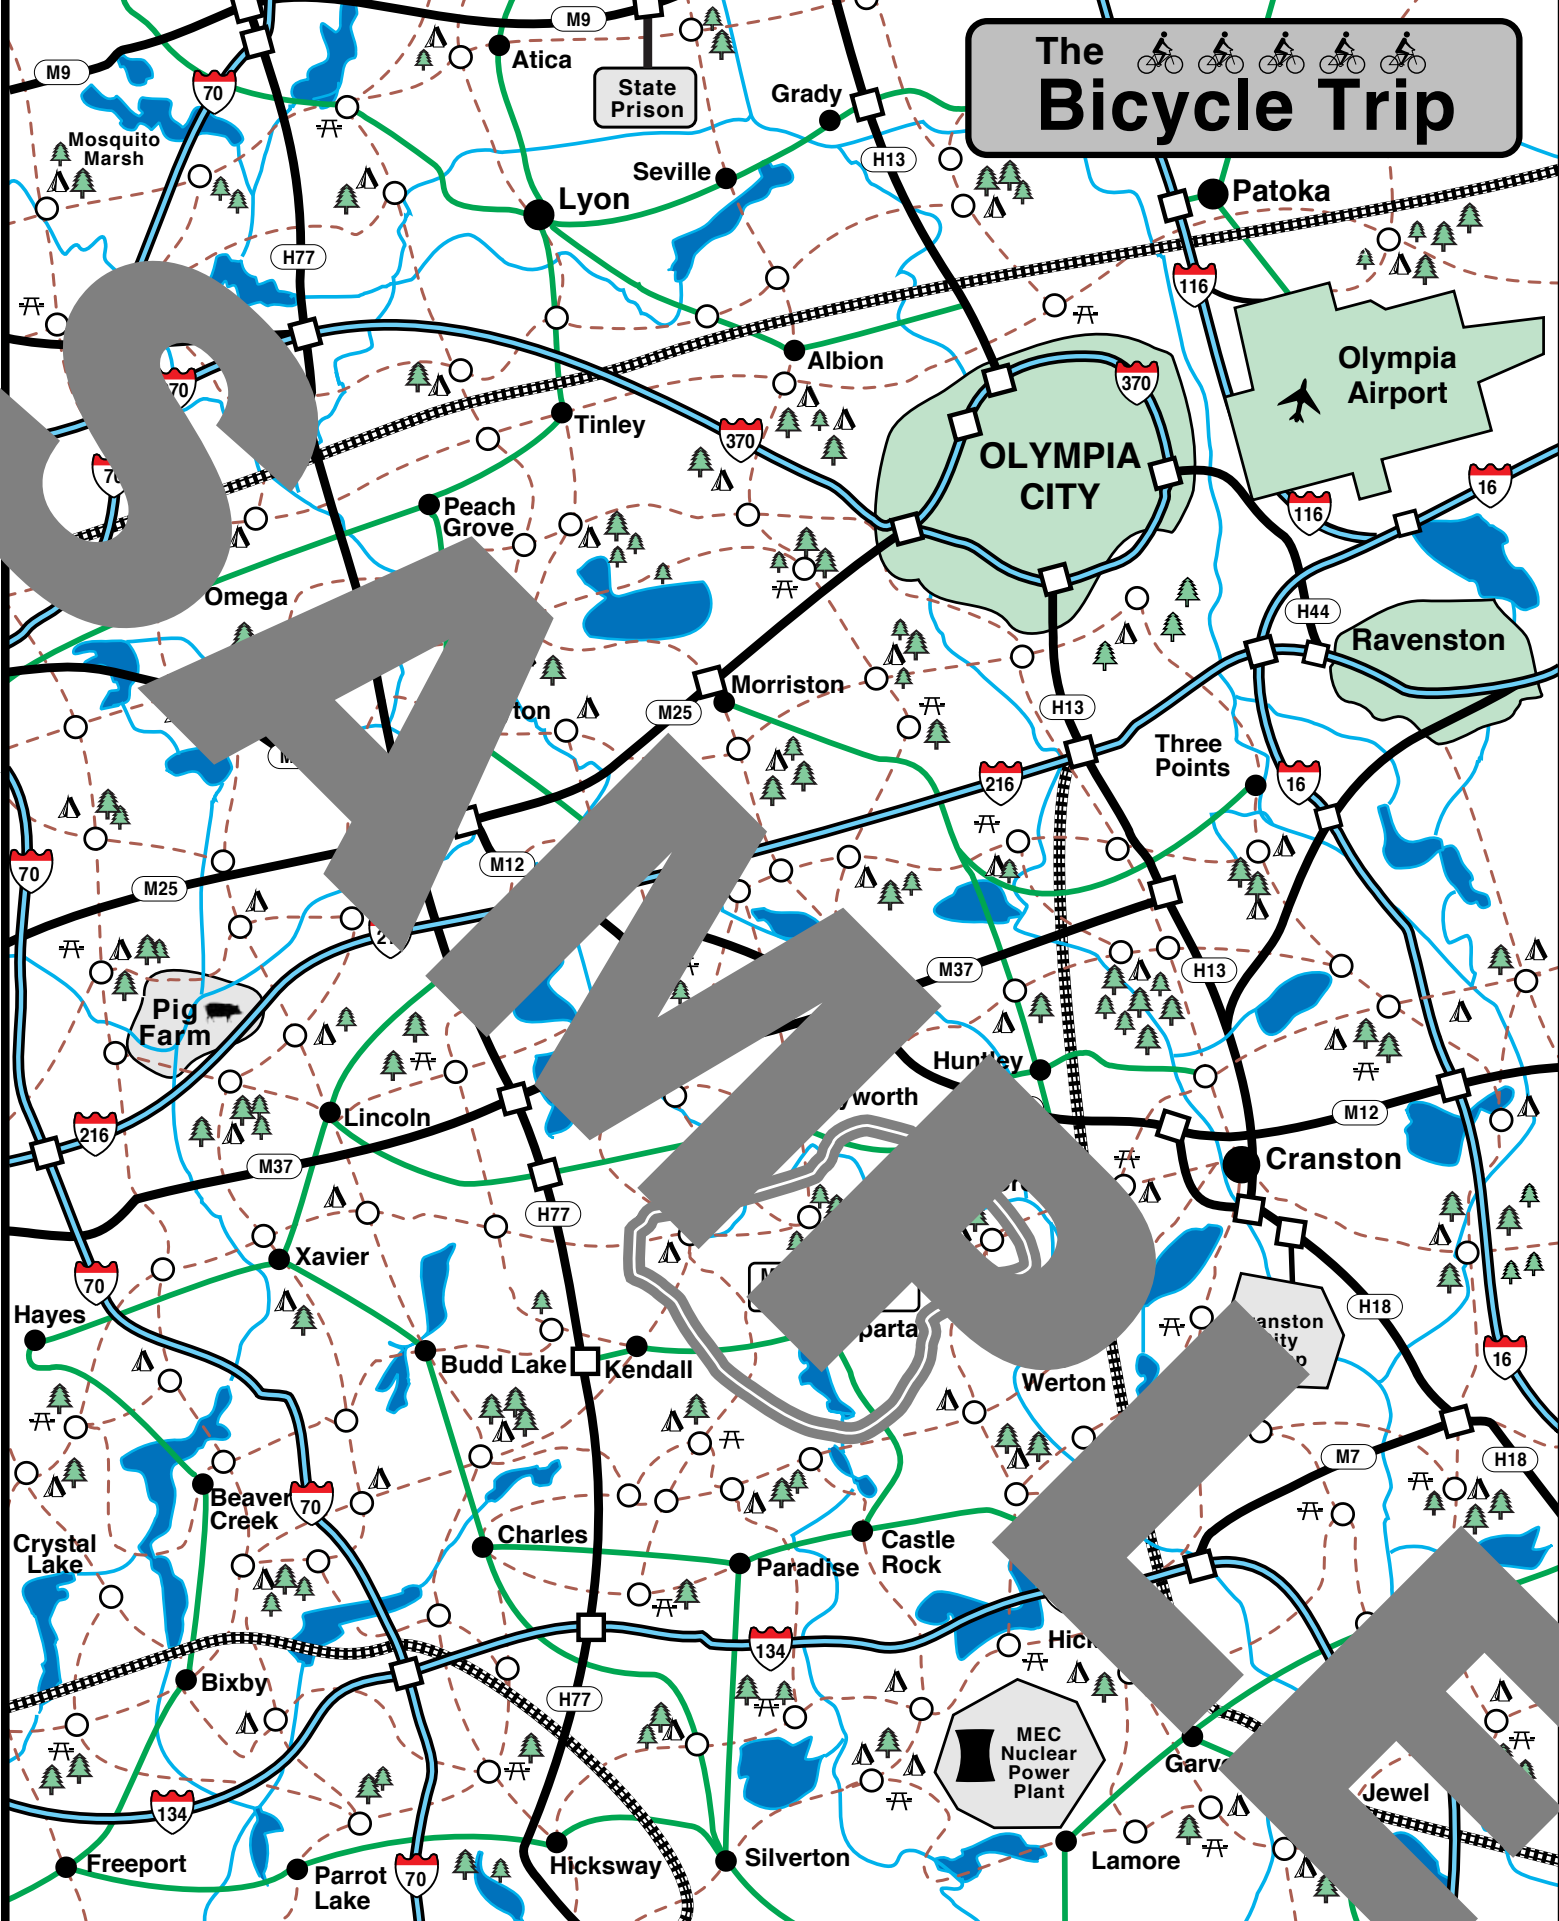 The
Bicycle Trip
M9
M9
Atica
State
Prison
Grady
70
Mosquito
Marsh
H13
Seville
Lyon
Patoka
H77
116
Olympia
Airport
Albion
370
70
Tinley
370
OLYMPIA
CITY
16
116
Peach
Grove
Omega
H44
Ravenston
Morriston
M25
H13
Three
Points
216
16
70
M12
M25
M37
H13
Pig
Farm
Huntley
Lincoln
M12
216
M37
Cranston
H77
Xavier
70
Hayes
H18
Budd Lake
Kendall
16
Werton
M7
H18
Beaver
Creek
70
Crystal
Lake
Charles
Castle
Rock
Paradise
134
Bixby
H77
MEC
Nuclear
Power
Plant
Jewel
134
Freeport
Parrot
Lake
70
Hicksway
Silverton
Lamore
SAMPLE